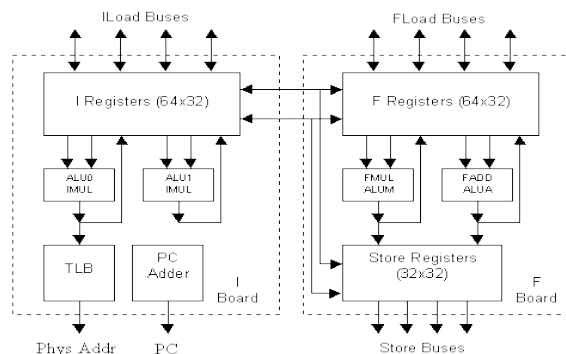 ILoad Buses
FLoad Buses
I Registers (64x32)
F Registers (64x32)
ALU0
IMUL
ALU1
IMUL
FMUL
ALUM
FADD
ALUA
TLB
PC
Adder
I
Board
Store Registers
(32x32)
F
Board
Phys Addr
PC
Store Buses